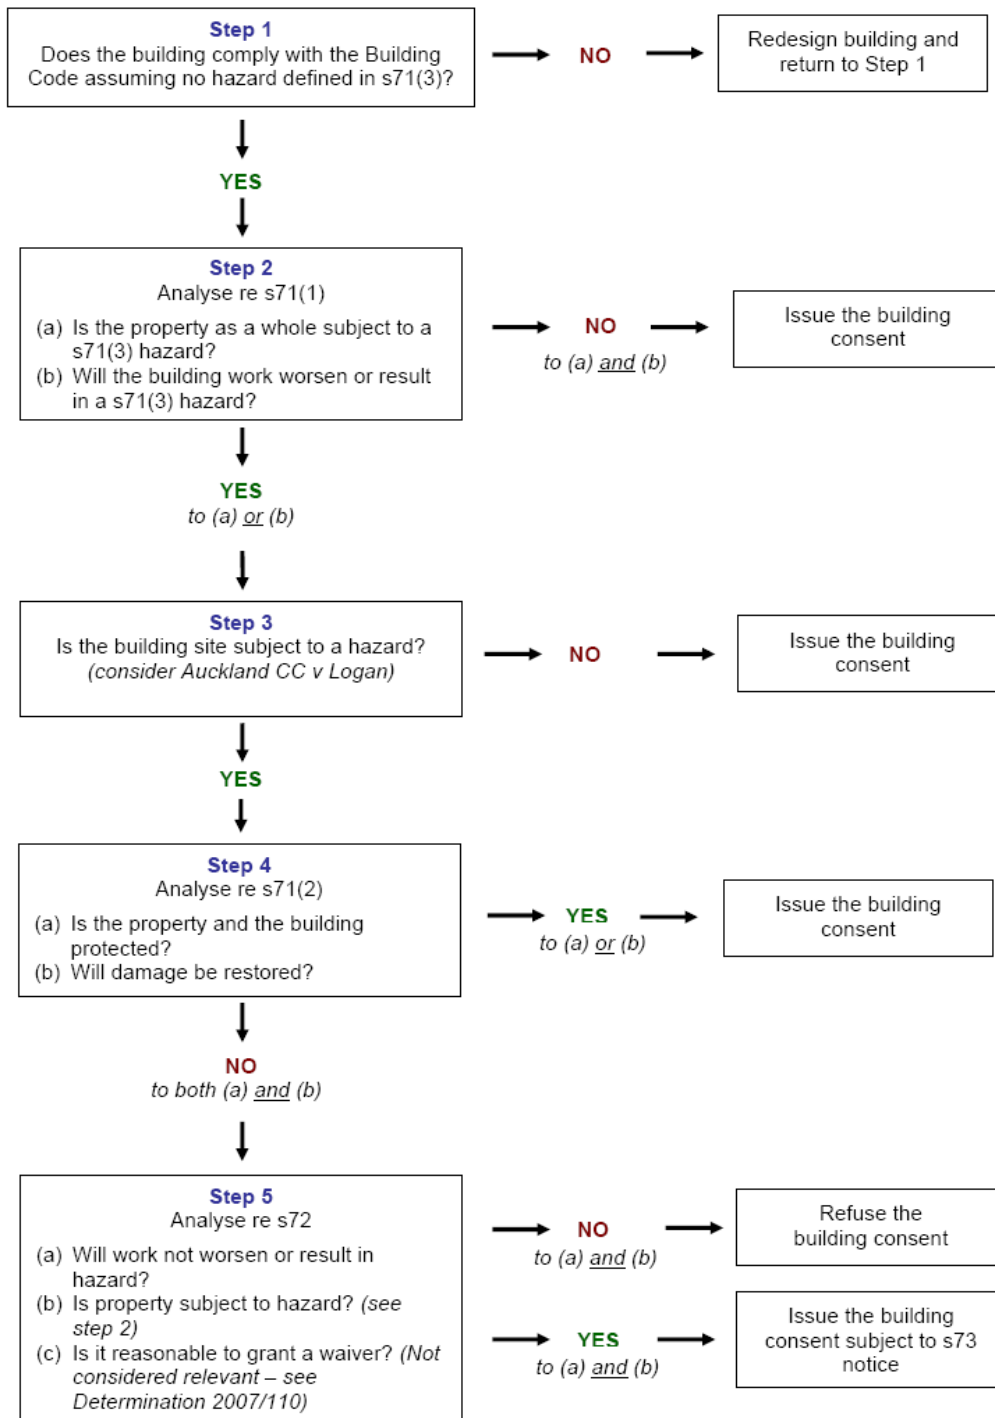 Step 1
Does the building comply with the Building
Code assuming no hazard defined in s71(3)?
NO
Redesign building and
return to Step 1
YES
Step 2
Analyse re s71(1)
(a) Is the property as a whole subject to a
s71(3) hazard?
(b) Will the building work worsen or result
in a s71(3) hazard?
NO
to (a) and (b)
Issue the building
consent
YES
to (a) or (b)
Step 3
Is the building site subject to a hazard?
(consider Auckland CC v Logan)
NO
Issue the building
consent
YES
Step 4
Analyse re s71(2)
(a) Is the property and the building
protected?
(b) Will damage be restored?
YES
to (a) or (b)
Issue the building
consent
NO
to both (a) and (b)
Step 5
Analyse re s72
(a) Will work not worsen or result in
hazard?
(b) Is property subject to hazard? (see
step 2)
(c) Is it reasonable to grant a waiver? (Not
considered relevant – see
Determination 2007/110)
NO
to (a) and (b)
Refuse the
building consent
YES
to (a) and (b)
Issue the building
consent subject to s73
notice